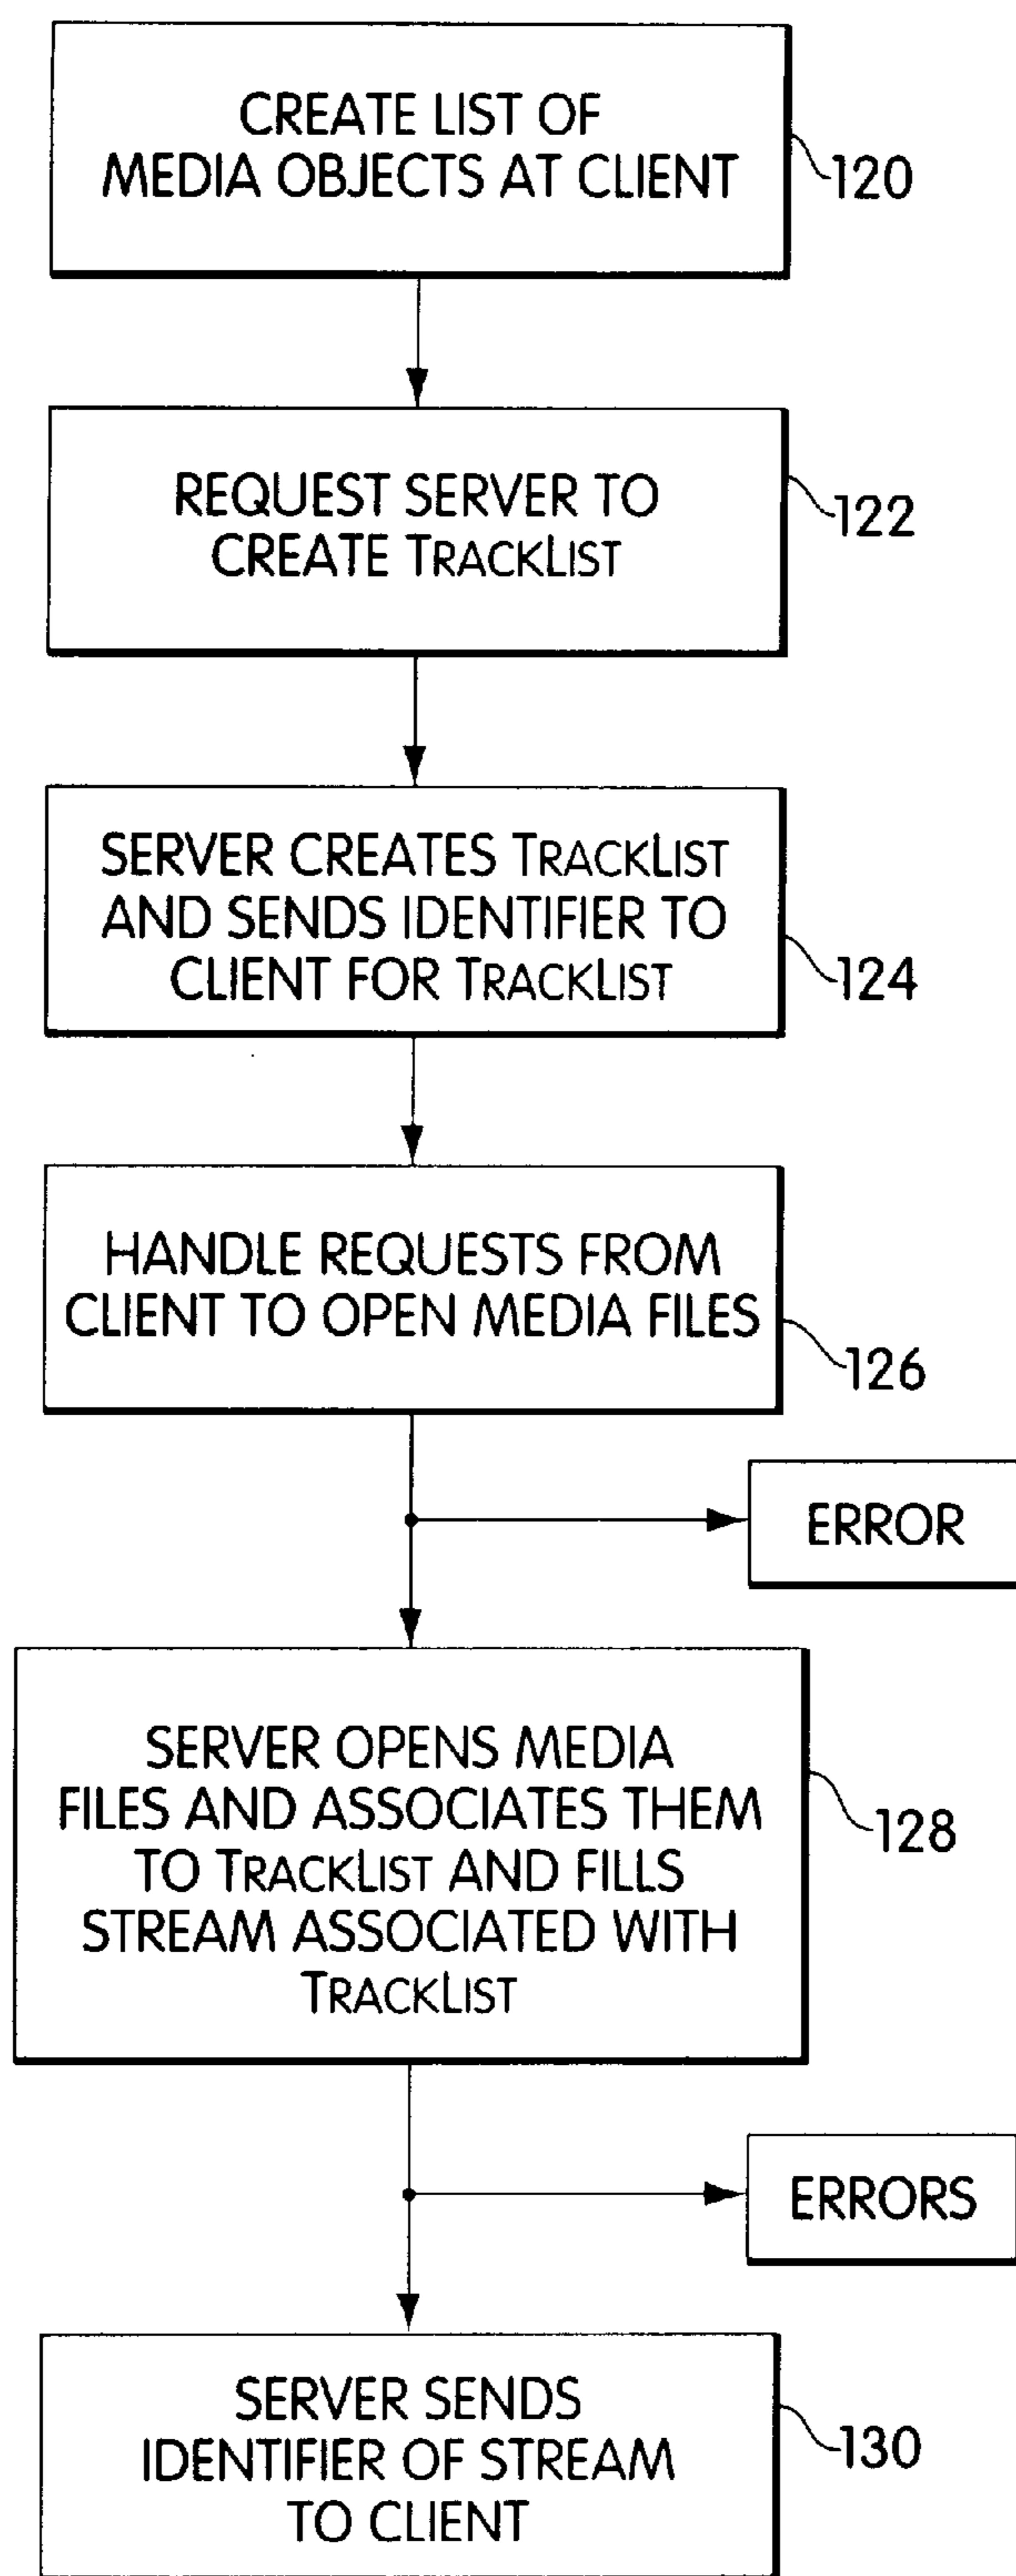 CREATE LIST OF
MEDIA OBJECTS AT CLIENT
120
REQUEST SERVER TO
CREATE TRACKLIST
122
SERVER CREATES TRACKLIST
AND SENDS IDENTIFIER TO
CLIENT FOR TRACKLIST
124
HANDLE REQUESTS FROM
CLIENT TO OPEN MEDIA FILES
126
ERROR
SERVER OPENS MEDIA
FILES AND ASSOCIATES THEM
TO TRACKLIST AND FILLS
STREAM ASSOCIATED WITH
TRACKLIST
128
ERRORS
SERVER SENDS
IDENTIFIER OF STREAM
TO CLIENT
130